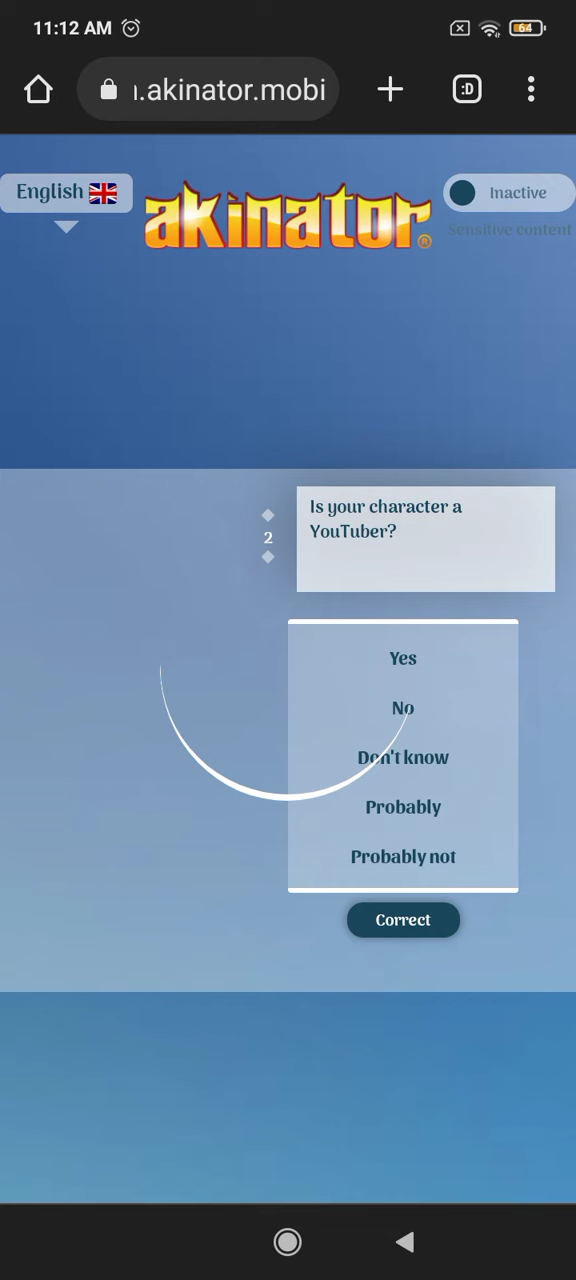 11:12 AM
64
.akinator.mobi
:D
English
akinator®
Inactive
Sensitive content
Is your character a
YouTuber?
2
Yes
No
Don't know
Probably
Probably not
Correct